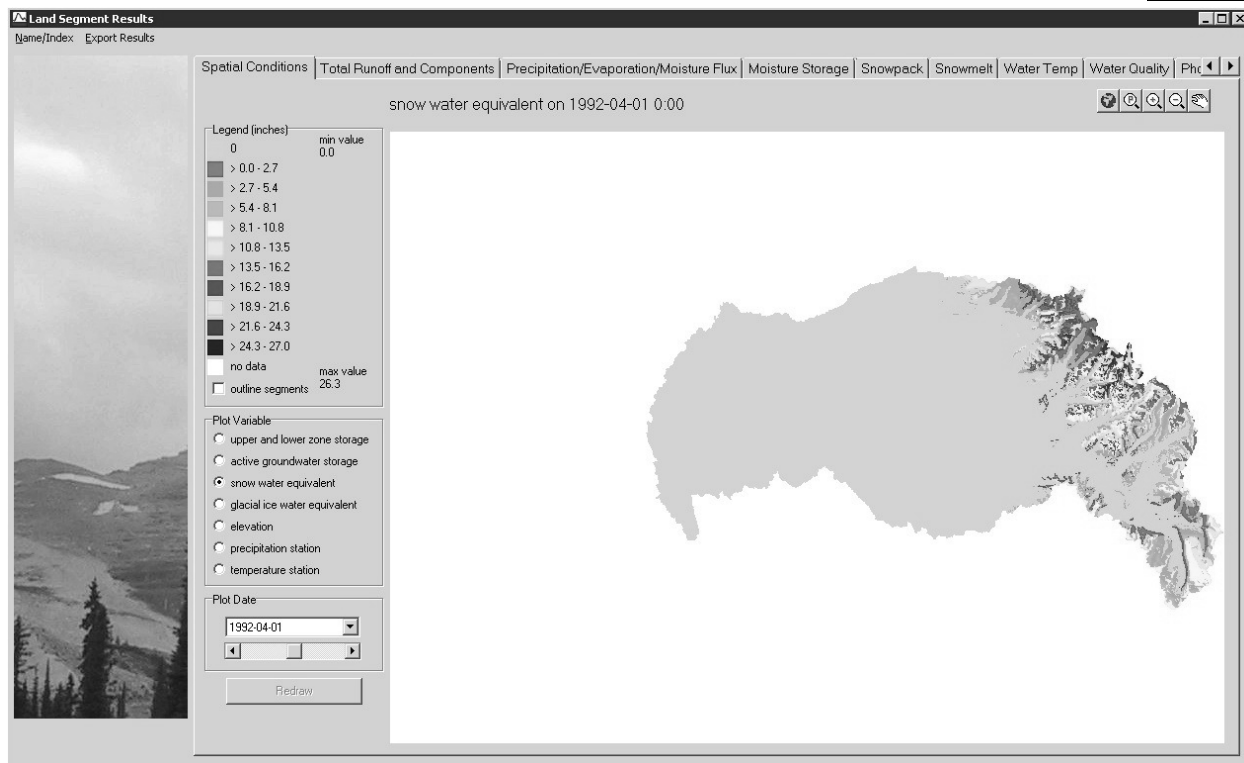 Land Segment Results
Name/Index Export Results
Spatial Conditions Total Runoff and Components Precipitation/Evaporation/Moisture Flux Moisture Storage Snowpack Snowmelt Water Temp Water Quality
snow water equivalent on 1992-04-01 0:00
Legend (inches)
0 min value
0.0
> 0.0 - 2.7
> 2.7 - 5.4
> 5.4 - 8.1
> 8.1 - 10.8
> 10.8 - 13.5
> 13.5 - 16.2
> 16.2 - 18.9
> 18.9 - 21.6
> 21.6 - 24.3
> 24.3 - 27.0
no data max value
outline segments 26.3
Plot Variable
upper and lower zone storage
active groundwater storage
snow water equivalent
glacial ice water equivalent
elevation
precipitation station
temperature station
Plot Date
1992-04-01
Redraw